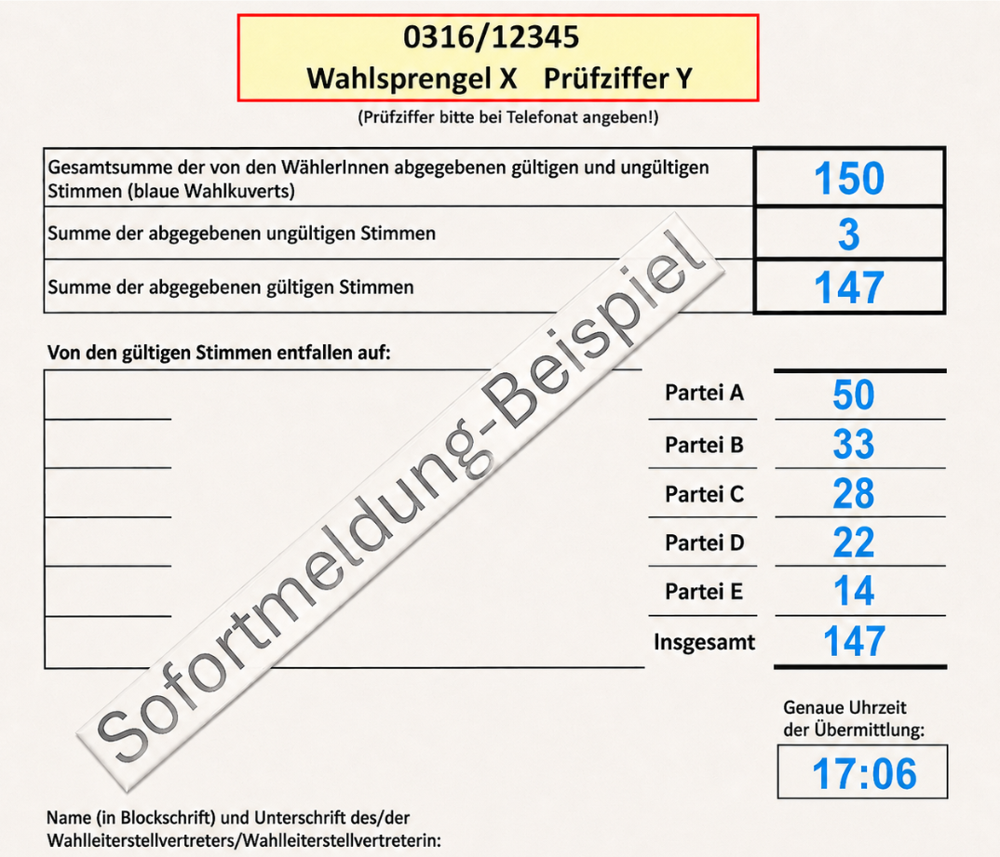 0316/12345
Wahlsprengel X Prüfziffer Y
(Prüfziffer bitte bei Telefonat angeben!)
Gesamtsumme der von den WählerInnen abgegebenen gültigen und ungültigen
Stimmen (blaue Wahlkuverts)
150
Summe der abgegebenen ungültigen Stimmen
3
Summe der abgegebenen gültigen Stimmen
147
Von den gültigen Stimmen entfallen auf:
Partei A 50
Partei B 33
Partei C 28
Partei D 22
Partei E 14
Insgesamt 147
Sofortmeldung-Beispiel
Genaue Uhrzeit
der Übermittlung:
17:06
Name (in Blockschrift) und Unterschrift des/der
Wahlleiterstellvertreters/Wahlleiterstellvertreterin: